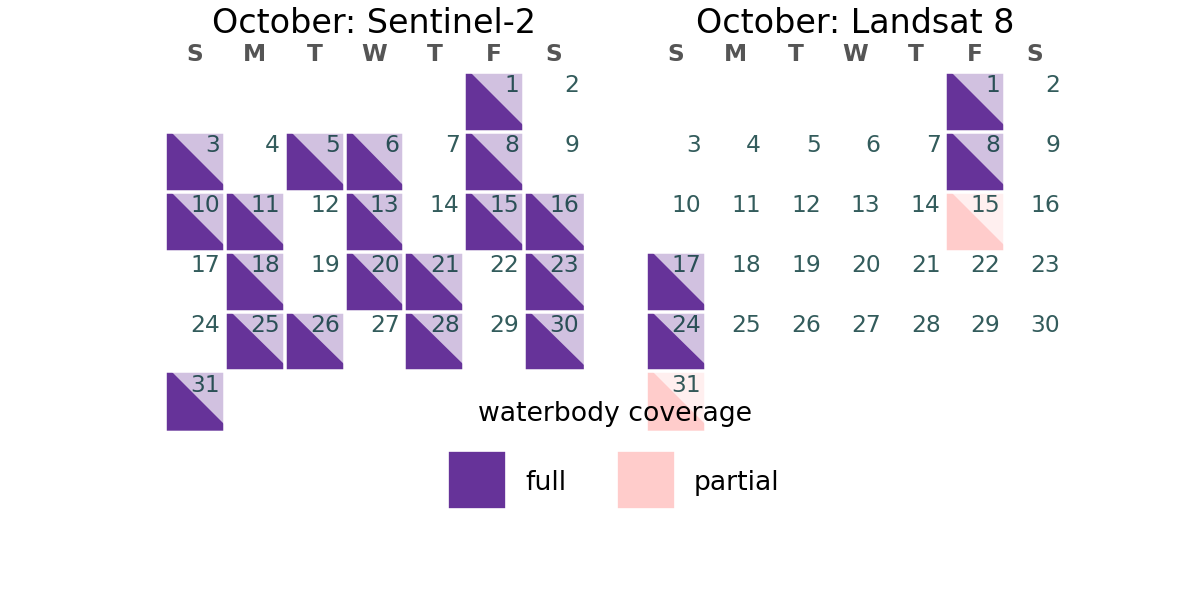 October: Sentinel-2
S M T W T F S
1 2
3 4 5 6 7 8 9
10 11 12 13 14 15 16
17 18 19 20 21 22 23
24 25 26 27 28 29 30
31
October: Landsat 8
S M T W T F S
1 2
3 4 5 6 7 8 9
10 11 12 13 14 15 16
17 18 19 20 21 22 23
24 25 26 27 28 29 30
31
waterbody coverage
full partial